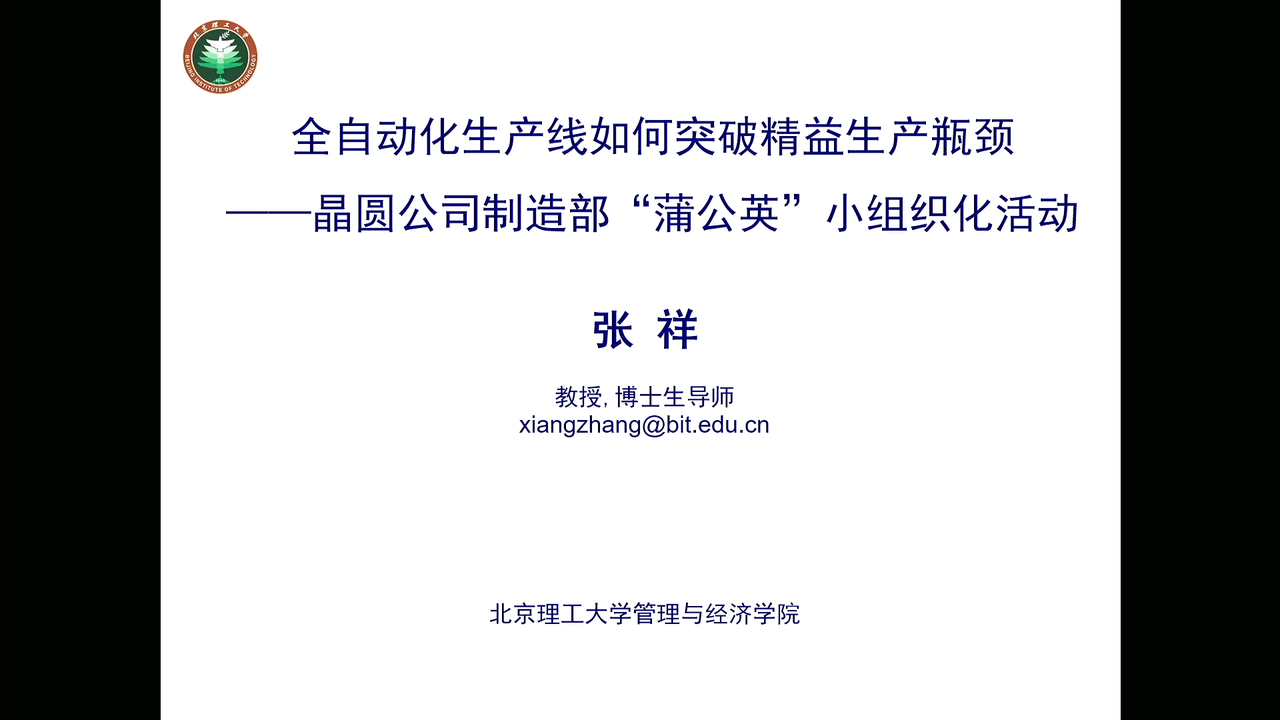 北京理工大学
BEIJING INSTITUTE OF TECHNOLOGY
1940
全自动化生产线如何突破精益生产瓶颈
——晶圆公司制造部“蒲公英”小组织化活动
张 祥
教授, 博士生导师
xiangzhang@bit.edu.cn
北京理工大学管理与经济学院